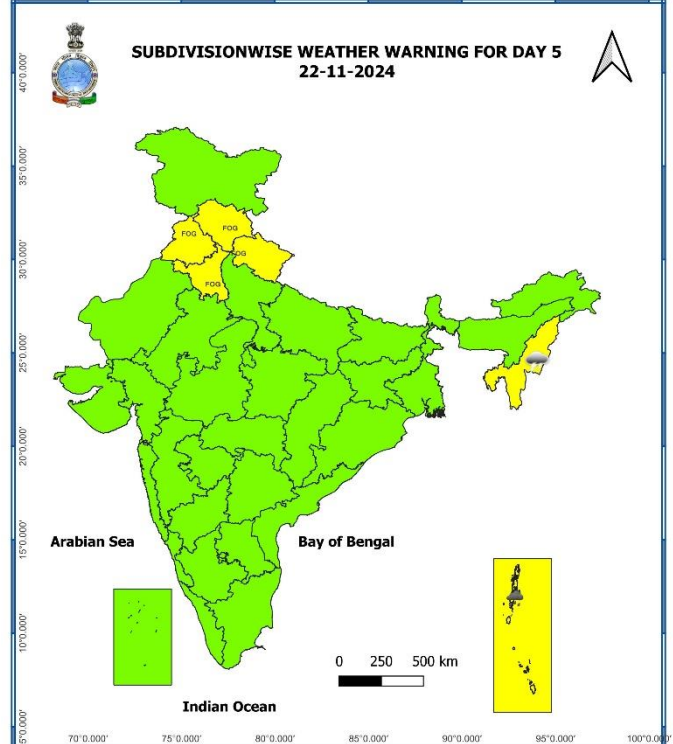 SUBDIVISIONWISE WEATHER WARNING FOR DAY 5
22-11-2024
40°0.000'
35°0.000'
30°0.000'
25°0.000'
20°0.000'
15°0.000'
10°0.000'
5°0.000'
FOG
FOG
OG
FOG
Arabian Sea
Bay of Bengal
0 250 500 km
Indian Ocean
70°0.000' 75°0.000' 80°0.000' 85°0.000' 90°0.000' 95°0.000' 100°0.000'